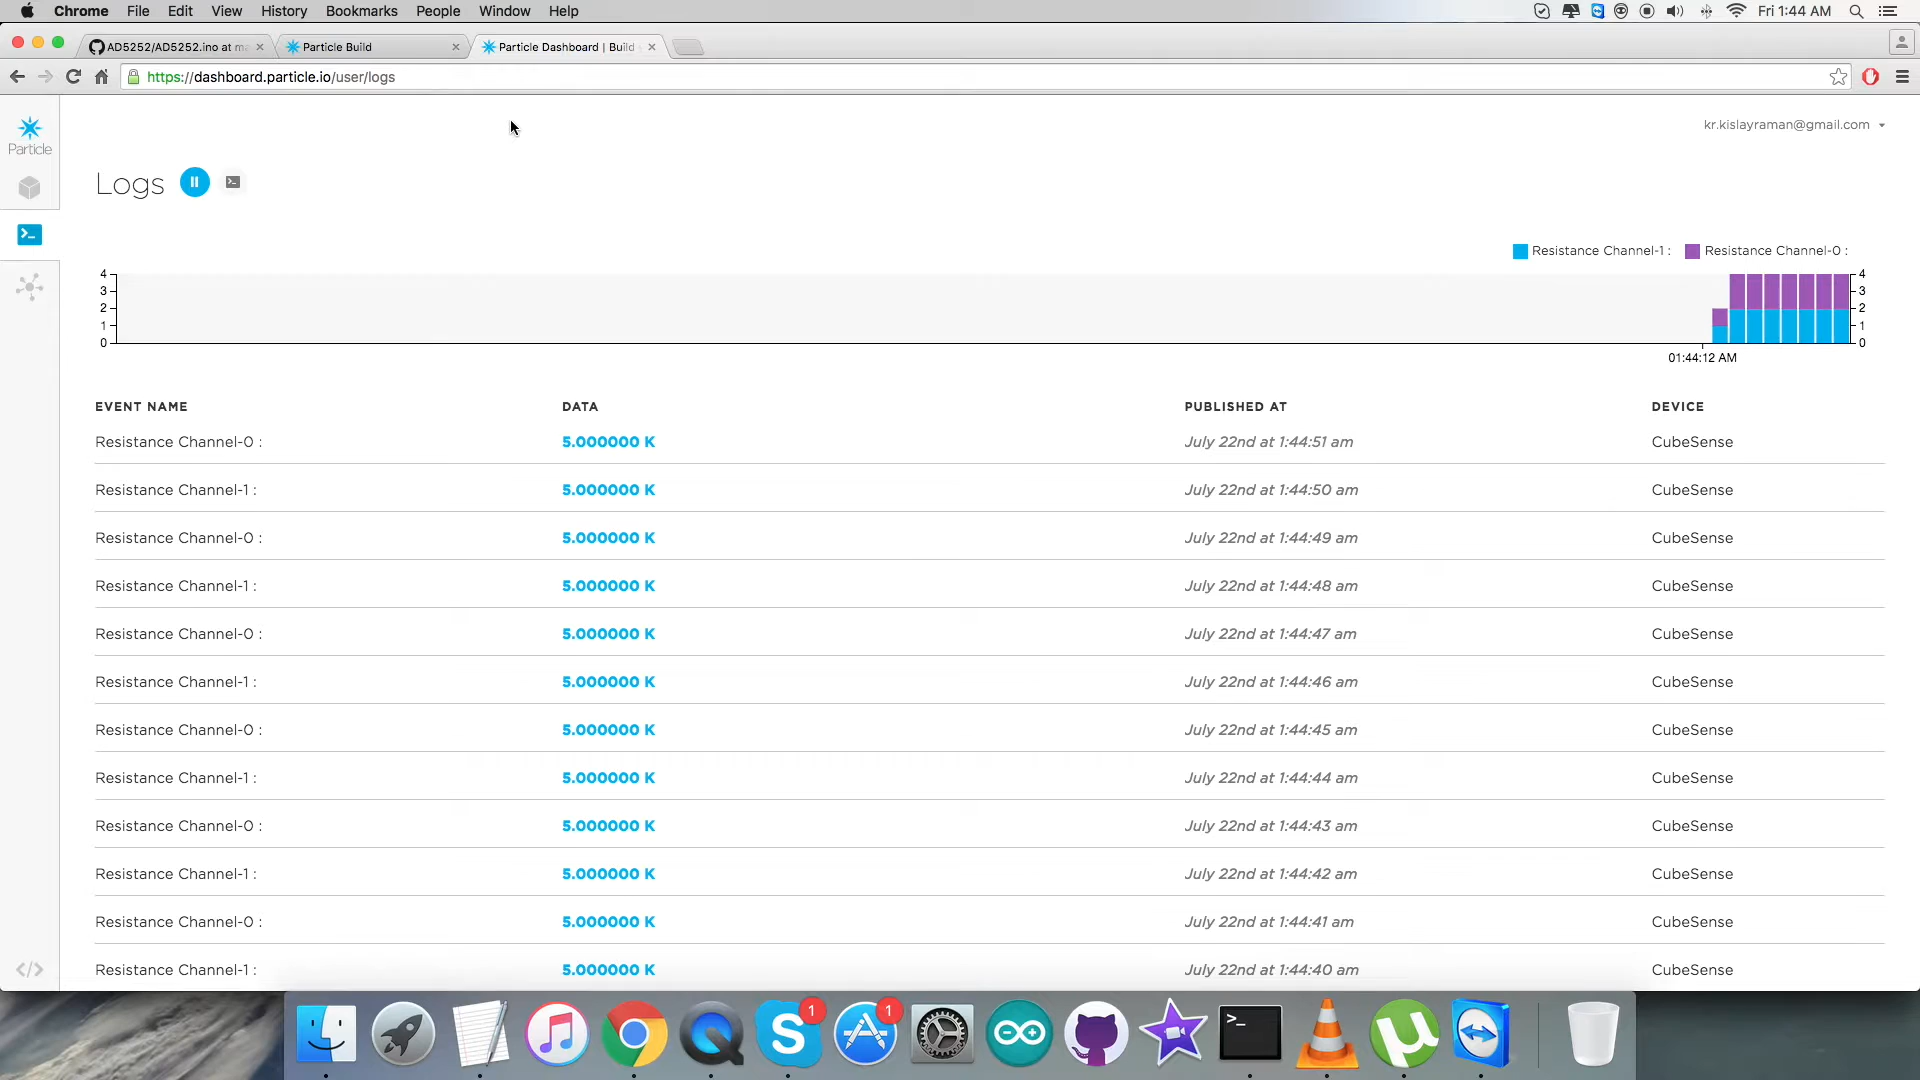 Chrome File Edit View History Bookmarks People Window Help Fri 1:44 AM
AD5252/AD5252.ino at ma Particle Build Particle Dashboard | Build
https://dashboard.particle.io/user/logs
Particle
kr.kislayraman@gmail.com
Logs
Resistance Channel-1 : Resistance Channel-0 :
4 4
3 3
2 2
1 1
0 0
01:44:12 AM
EVENT NAME DATA PUBLISHED AT DEVICE
Resistance Channel-0 : 5.000000 K July 22nd at 1:44:51 am CubeSense
Resistance Channel-1 : 5.000000 K July 22nd at 1:44:50 am CubeSense
Resistance Channel-0 : 5.000000 K July 22nd at 1:44:49 am CubeSense
Resistance Channel-1 : 5.000000 K July 22nd at 1:44:48 am CubeSense
Resistance Channel-0 : 5.000000 K July 22nd at 1:44:47 am CubeSense
Resistance Channel-1 : 5.000000 K July 22nd at 1:44:46 am CubeSense
Resistance Channel-0 : 5.000000 K July 22nd at 1:44:45 am CubeSense
Resistance Channel-1 : 5.000000 K July 22nd at 1:44:44 am CubeSense
Resistance Channel-0 : 5.000000 K July 22nd at 1:44:43 am CubeSense
Resistance Channel-1 : 5.000000 K July 22nd at 1:44:42 am CubeSense
Resistance Channel-0 : 5.000000 K July 22nd at 1:44:41 am CubeSense
Resistance Channel-1 : 5.000000 K July 22nd at 1:44:40 am CubeSense
1 1